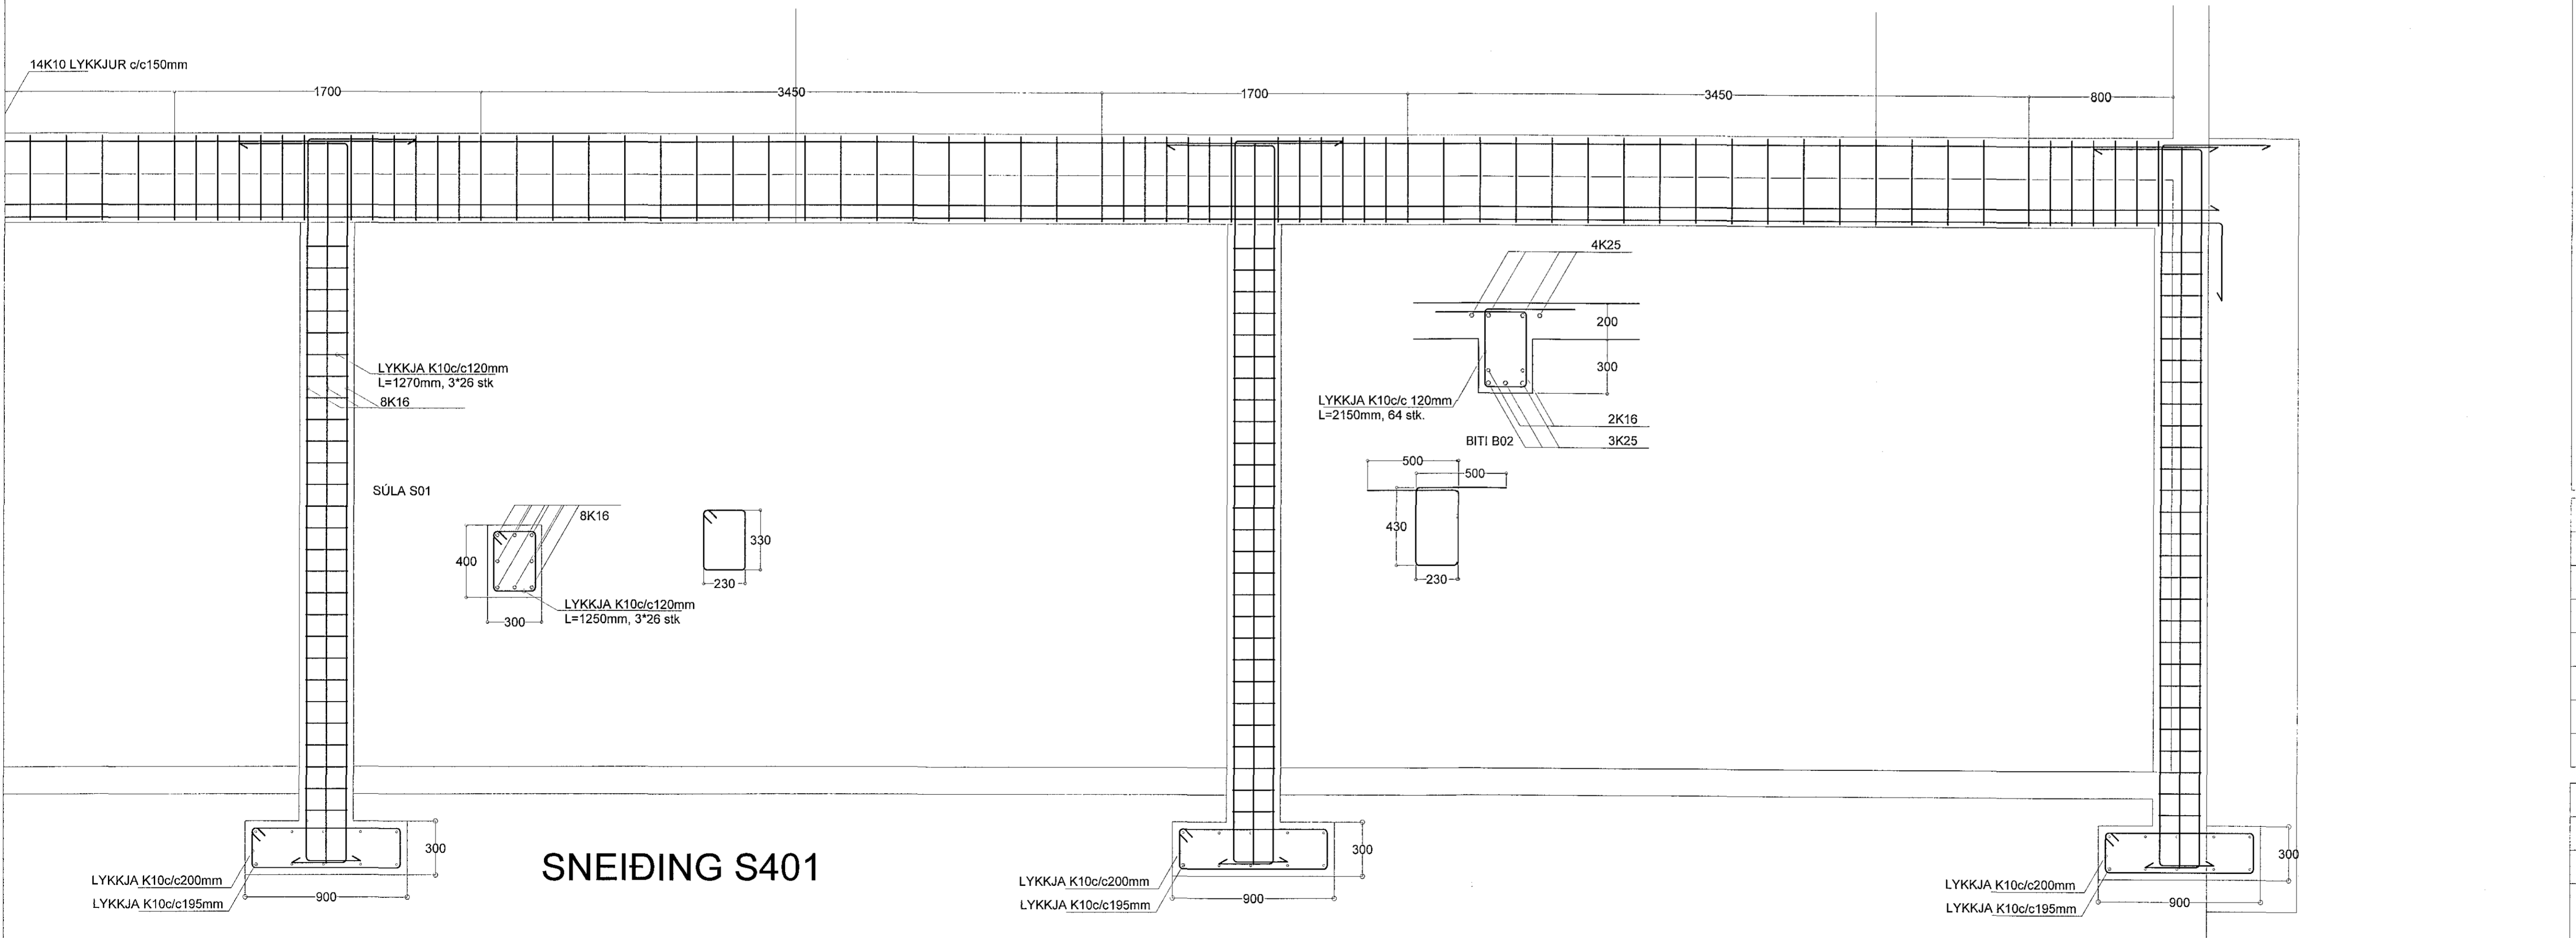 14K10 LYKKJUR c/c150mm
1700
3450
1700
3450
800
4K25
200
300
LYKKJA K10c/c 120mm
L=2150mm, 64 stk.
2K16
3K25
BITI B02
LYKKJA K10c/c120mm
L=1270mm, 3*26 stk
8K16
SÚLA S01
8K16
400
300
LYKKJA K10c/c120mm
L=1250mm, 3*26 stk
330
230
500
500
430
230
300
900
LYKKJA K10c/c200mm
LYKKJA K10c/c195mm
SNEIÐING S401
300
900
LYKKJA K10c/c200mm
LYKKJA K10c/c195mm
300
900
LYKKJA K10c/c200mm
LYKKJA K10c/c195mm